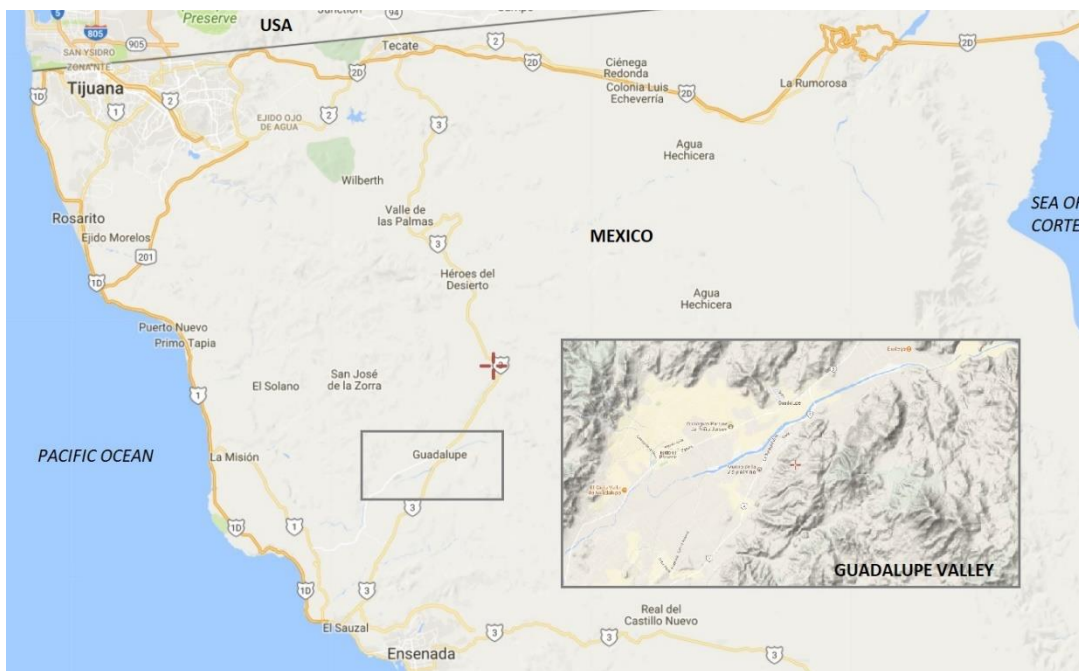 Preserve
Junction
94
Campo
5
805
USA
905
SAN YSIDRO
ZONA NTE
Tecate
2
2D
2D
Ciénega
Redonda
Colonia Luis
Echeverría
2D
La Rumorosa
2D
1D
Tijuana
1
2
EJIDO OJO
DE AGUA
2
3
Agua
Hechicera
Wilberth
Valle de
las Palmas
SEA OF
CORTE
Rosarito
Ejido Morelos
3
MEXICO
201
1D
Héroes del
Desierto
Agua
Hechicera
Puerto Nuevo
Primo Tapia
1
El Solano
San José
de la Zorra
PACIFIC OCEAN
La Misión
Guadalupe
3
1D
1
GUADALUPE VALLEY
1D
3
El Sauzal
Real del
Castillo Nuevo
3
3
3
Ensenada